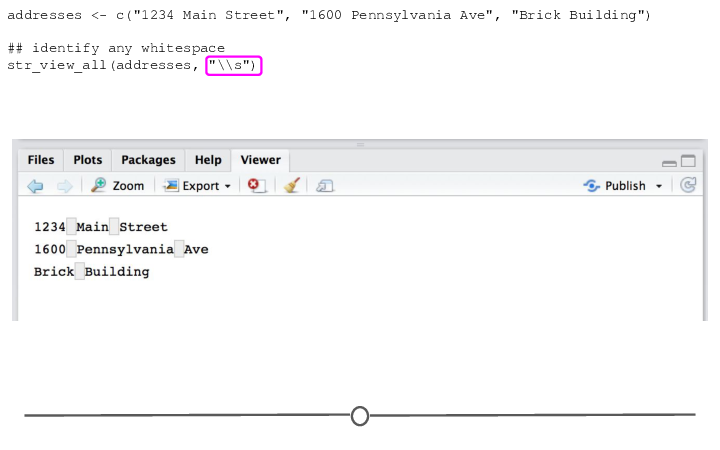 addresses <- c("1234 Main Street", "1600 Pennsylvania Ave", "Brick Building")
## identify any whitespace
str_view_all(addresses, "\\s")
Files Plots Packages Help Viewer
Zoom Export Publish
1234 Main Street
1600 Pennsylvania Ave
Brick Building